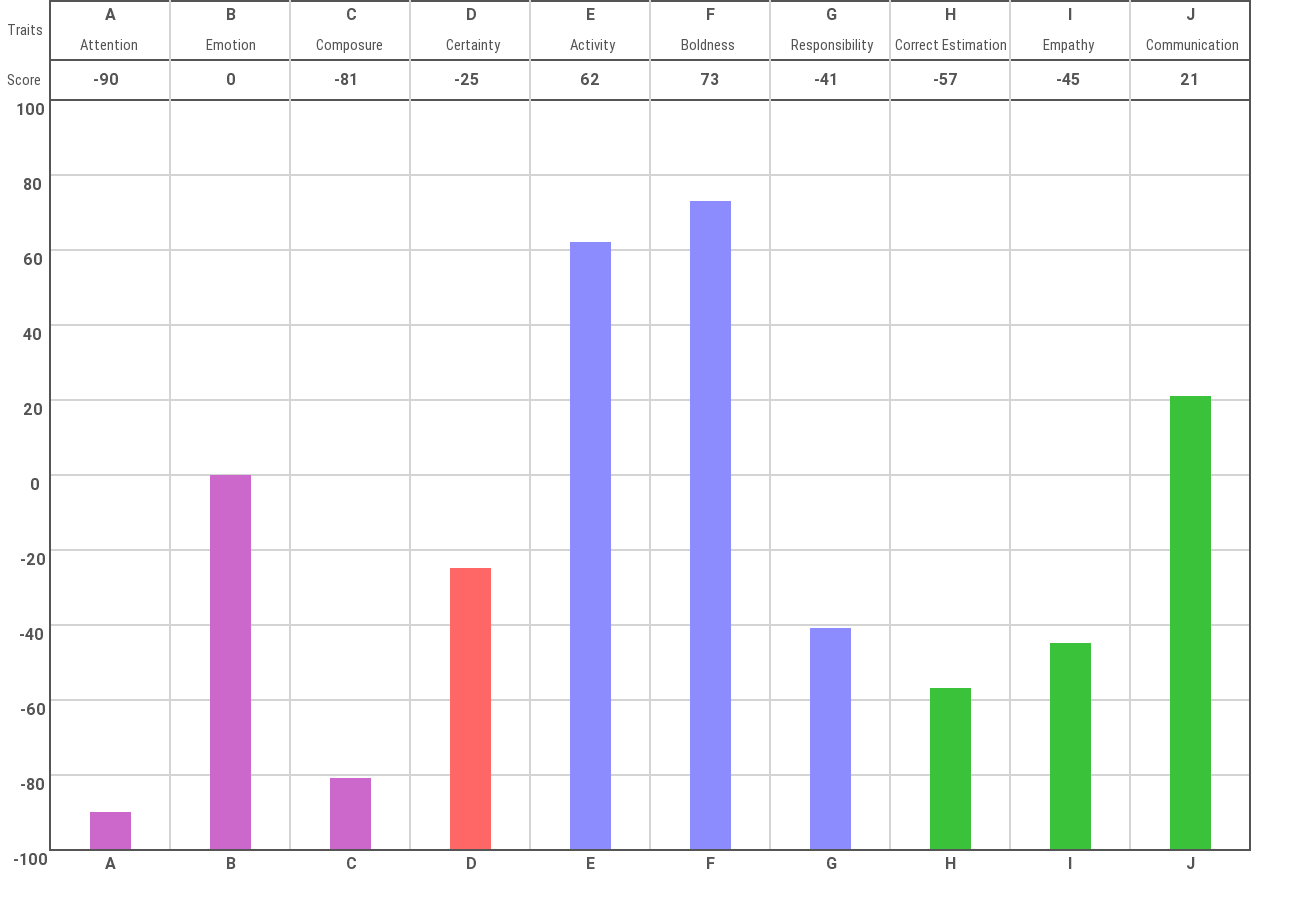 Traits A B C D E F G H I J
Attention Emotion Composure Certainty Activity Boldness Responsibility Correct Estimation Empathy Communication
Score -90 0 -81 -25 62 73 -41 -57 -45 21
100
80
60
40
20
0
-20
-40
-60
-80
-100
A B C D E F G H I J